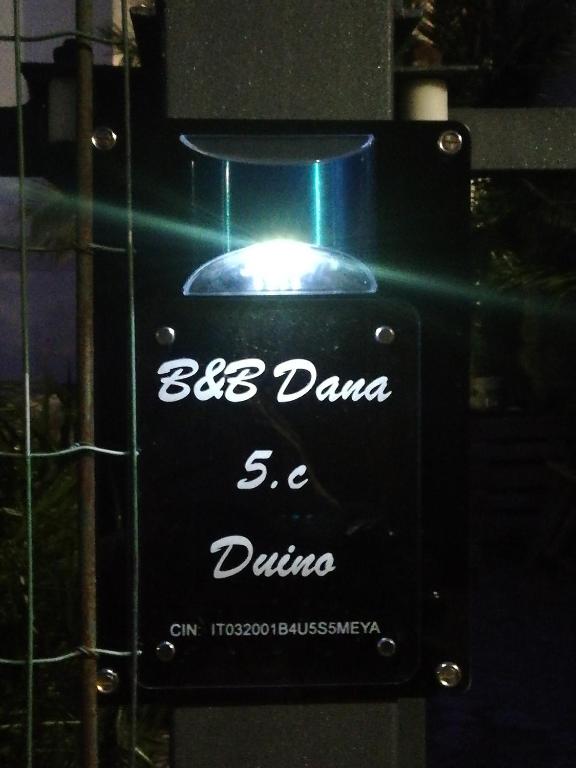 B&B Dana
5.c
Duino
CIN: IT032001B4U5S5MEYA